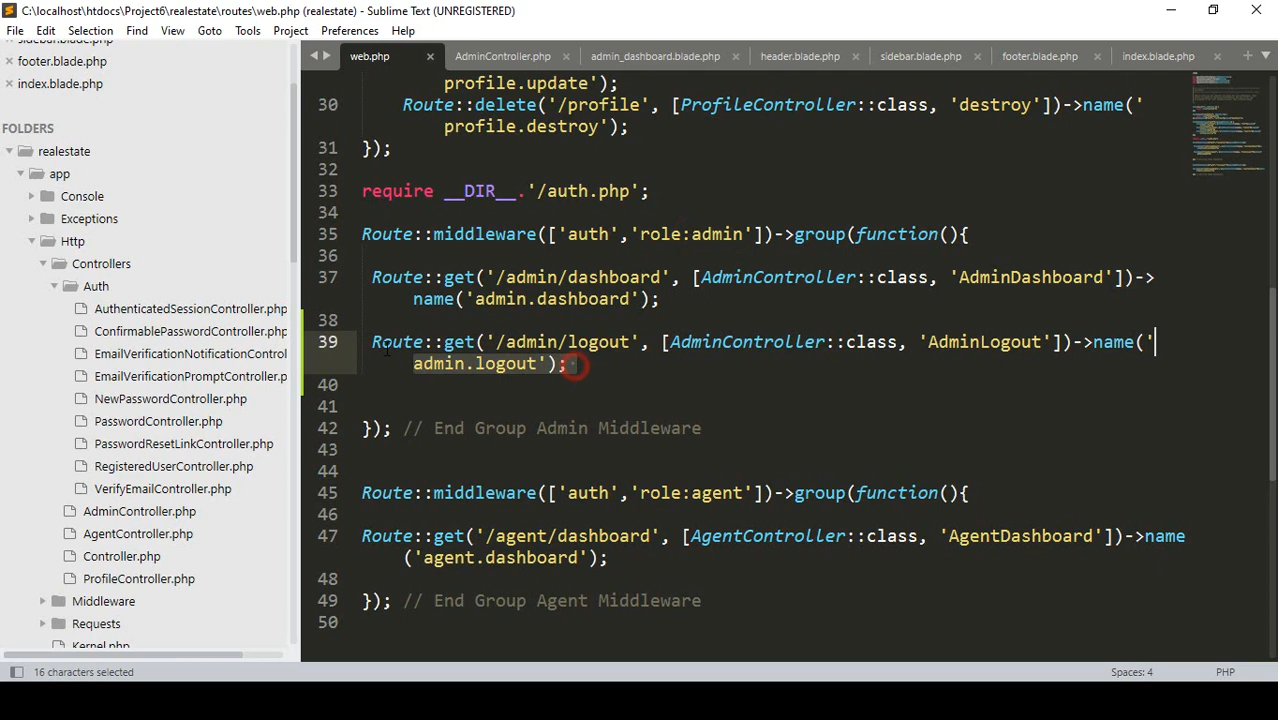 C:\localhost\htdocs\Project6\realestate\routes\web.php (realestate) - Sublime Text (UNREGISTERED)
File Edit Selection Find View Goto Tools Project Preferences Help
sidebar.blade.php
footer.blade.php
index.blade.php
FOLDERS
realestate
app
Console
Exceptions
Http
Controllers
Auth
AuthenticatedSessionController.php
ConfirmablePasswordController.php
EmailVerificationNotificationControl
EmailVerificationPromptController.ph
NewPasswordController.php
PasswordController.php
PasswordResetLinkController.php
RegisteredUserController.php
VerifyEmailController.php
AdminController.php
AgentController.php
Controller.php
ProfileController.php
Middleware
Requests
Kernel.php
web.php AdminController.php admin_dashboard.blade.php header.blade.php sidebar.blade.php footer.blade.php index.blade.php
profile.update');
30 Route::delete('/profile', [ProfileController::class, 'destroy'])->name('
profile.destroy');
31 });
32
33 require __DIR__.'/auth.php';
34
35 Route::middleware(['auth','role:admin'])->group(function(){
36
37 Route::get('/admin/dashboard', [AdminController::class, 'AdminDashboard'])->
name('admin.dashboard');
38
39 Route::get('/admin/logout', [AdminController::class, 'AdminLogout'])->name('
admin.logout');
40
41
42 }); // End Group Admin Middleware
43
44
45 Route::middleware(['auth','role:agent'])->group(function(){
46
47 Route::get('/agent/dashboard', [AgentController::class, 'AgentDashboard'])->name
('agent.dashboard');
48
49 }); // End Group Agent Middleware
50
16 characters selected
Spaces: 4
PHP